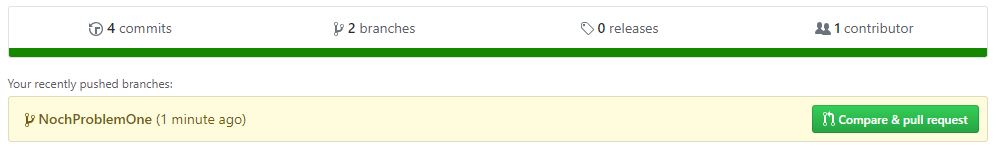 4 commits 2 branches 0 releases 1 contributor
Your recently pushed branches:
NochProblemOne (1 minute ago) Compare & pull request